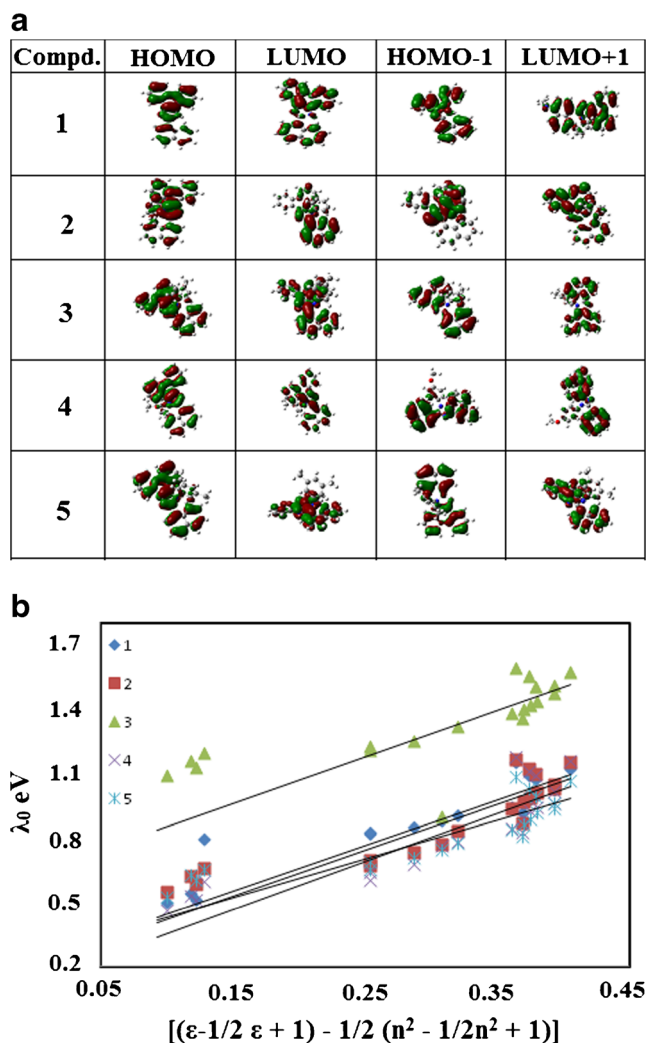 a
Compd. HOMO LUMO HOMO-1 LUMO+1
1
2
3
4
5
b
1.7
1.4
1.1
0.8
0.5
0.2
1
2
3
4
5
λ₀ eV
0.05 0.15 0.25 0.35 0.45
[(ε-1/2 ε + 1) - 1/2 (n² - 1/2n² + 1)]